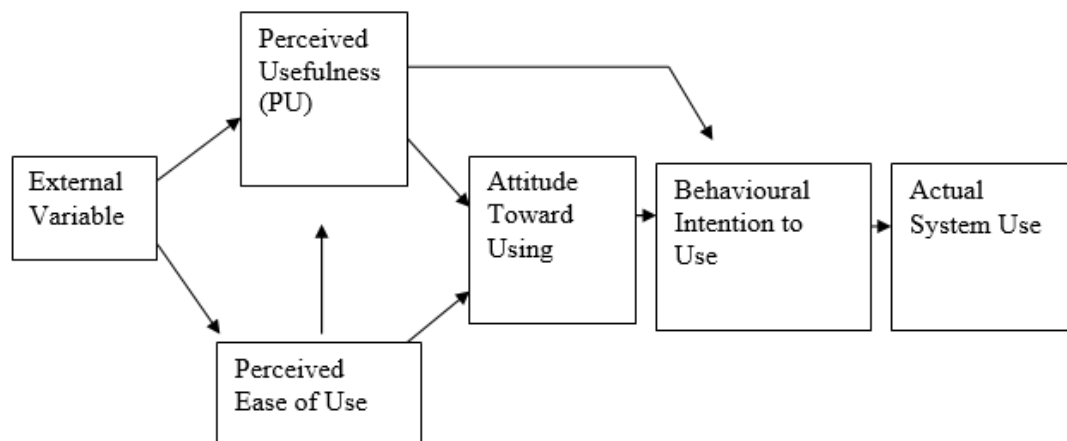 Perceived
Usefulness
(PU)
External
Variable
Attitude
Toward
Using
Behavioural
Intention to
Use
Actual
System Use
Perceived
Ease of Use